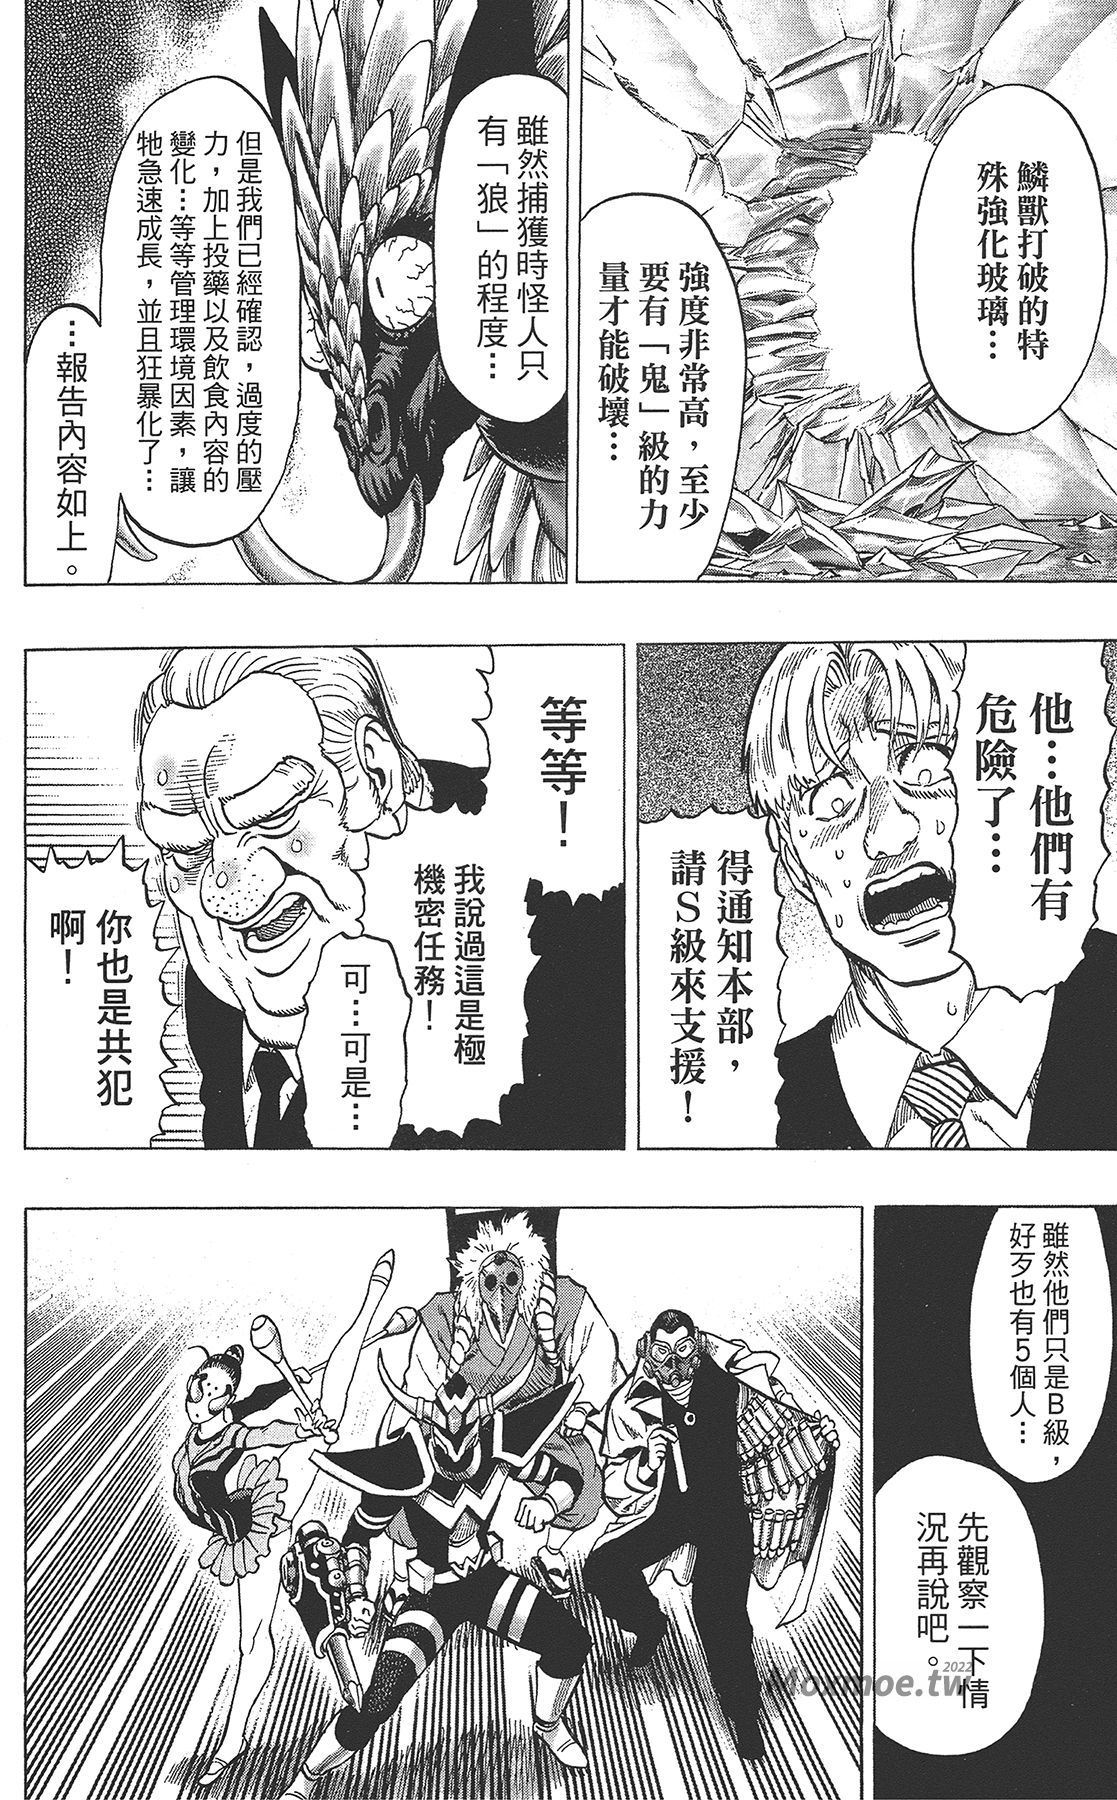 鱗獸打破的特
殊強化玻璃…
強度非常高，至少
要有「鬼」級的力
量才能破壞…
雖然捕獲時怪人只
有「狼」的程度…
但是我們已經確認，過度的壓
力，加上投藥以及飲食內容的
變化…等等管理環境因素，讓
牠急速成長，並且狂暴化了…
…報告內容如上。
他…他們有
危險了…
得通知本部，
請S級來支援！
等等！
我說過這是極
機密任務！
可…可是…
你也是共犯
啊！
雖然他們只是B級，
好歹也有5個人…
先觀察一下情
況再說吧。
2022
Mozmoe.tw